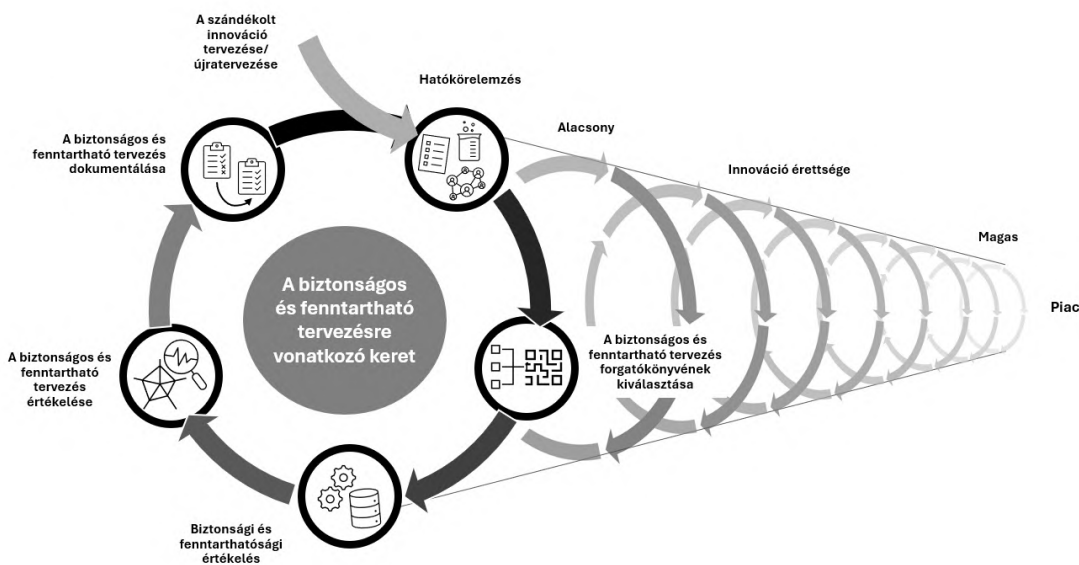 A szándékolt
innováció
tervezése/
újratervezése
Hatókörelemzés
Alacsony
A biztonságos és
fenntartható tervezés
dokumentálása
Innováció érettsége
Magas
A biztonságos
és fenntartható
tervezésre
vonatkozó keret
Piac
A biztonságos és
fenntartható tervezés
forgatókönyvének
kiválasztása
A biztonságos és
fenntartható
tervezés
értékelése
Biztonsági és
fenntarthatósági
értékelés